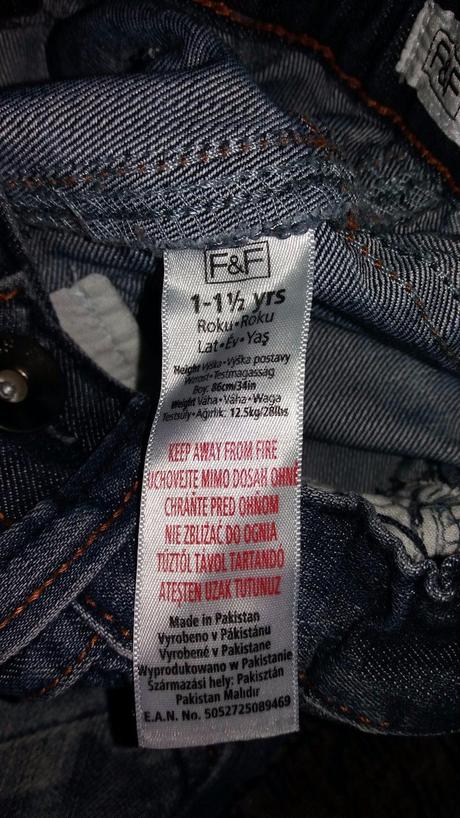 F&F
F&F
1-1½ yrs
Roku•Roku
Lat•Év•Yaş
Height Výška•Výška postavy
Wzrost•Testmagasság
Boy: 86cm/34in
Weight Váha•Váha•Waga
Testsúly•Ağırlık: 12.5kg/28lbs
KEEP AWAY FROM FIRE
UCHOVEJTE MIMO DOSAH OHNĚ
CHRÁŇTE PRED OHŇOM
NIE ZBLIŻAĆ DO OGNIA
TŰZTŐL TÁVOL TARTANDÓ
ATEŞTEN UZAK TUTUNUZ
Made in Pakistan
Vyrobeno v Pákistánu
Vyrobené v Pakistane
Wyprodukowano w Pakistanie
Származási hely: Pakisztán
Pakistan Malıdır
E.A.N. No. 5052725089469